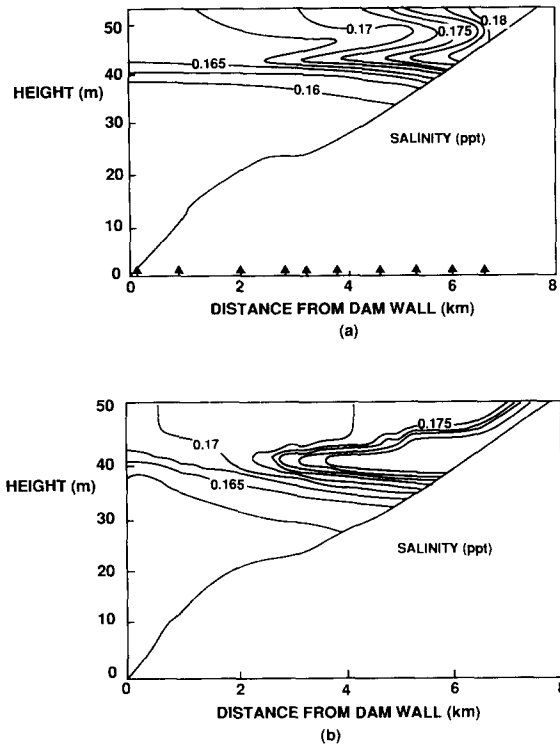 50
0.17
0.175
0.18
40
0.165
HEIGHT (m)
0.16
30
SALINITY (ppt)
20
10
0
0 2 4 6 8
DISTANCE FROM DAM WALL (km)
(a)
50
0.175
0.17
40
HEIGHT (m)
0.165
30
SALINITY (ppt)
20
10
0
0 2 4 6 8
DISTANCE FROM DAM WALL (km)
(b)